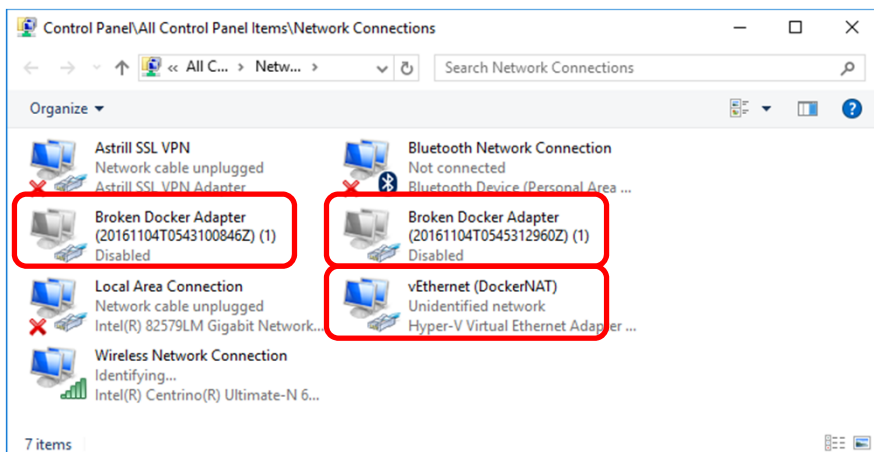 Control Panel\All Control Panel Items\Network Connections
« All C... > Netw... >
Search Network Connections
Organize
Astrill SSL VPN
Network cable unplugged
Astrill SSL VPN Adapter
Bluetooth Network Connection
Not connected
Bluetooth Device (Personal Area ...
Broken Docker Adapter
(20161104T0543100846Z) (1)
Disabled
Broken Docker Adapter
(20161104T0545312960Z) (1)
Disabled
Local Area Connection
Network cable unplugged
Intel(R) 82579LM Gigabit Network...
vEthernet (DockerNAT)
Unidentified network
Hyper-V Virtual Ethernet Adapter ...
Wireless Network Connection
Identifying...
Intel(R) Centrino(R) Ultimate-N 6...
7 items